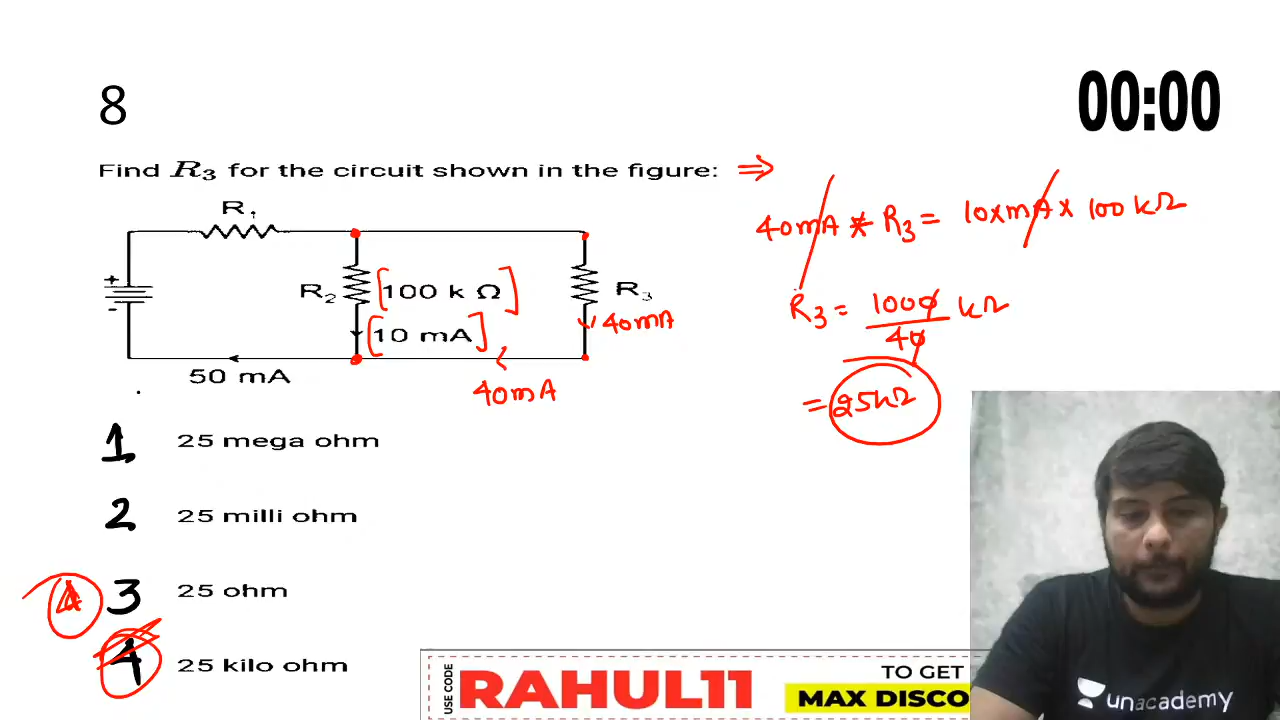 8
00:00
Find R3 for the circuit shown in the figure: ⇒
40mA * R3 = 10×mA × 100 kΩ
R1
+
-
R2 [100 k Ω]
R3
[10 mA]
40mA
R3 = 1000/40 kΩ
50 mA
40mA
= 25kΩ
1 25 mega ohm
2 25 milli ohm
3 25 ohm
4 25 kilo ohm
USE CODE
RAHUL11
TO GET
MAX DISCO
unacademy